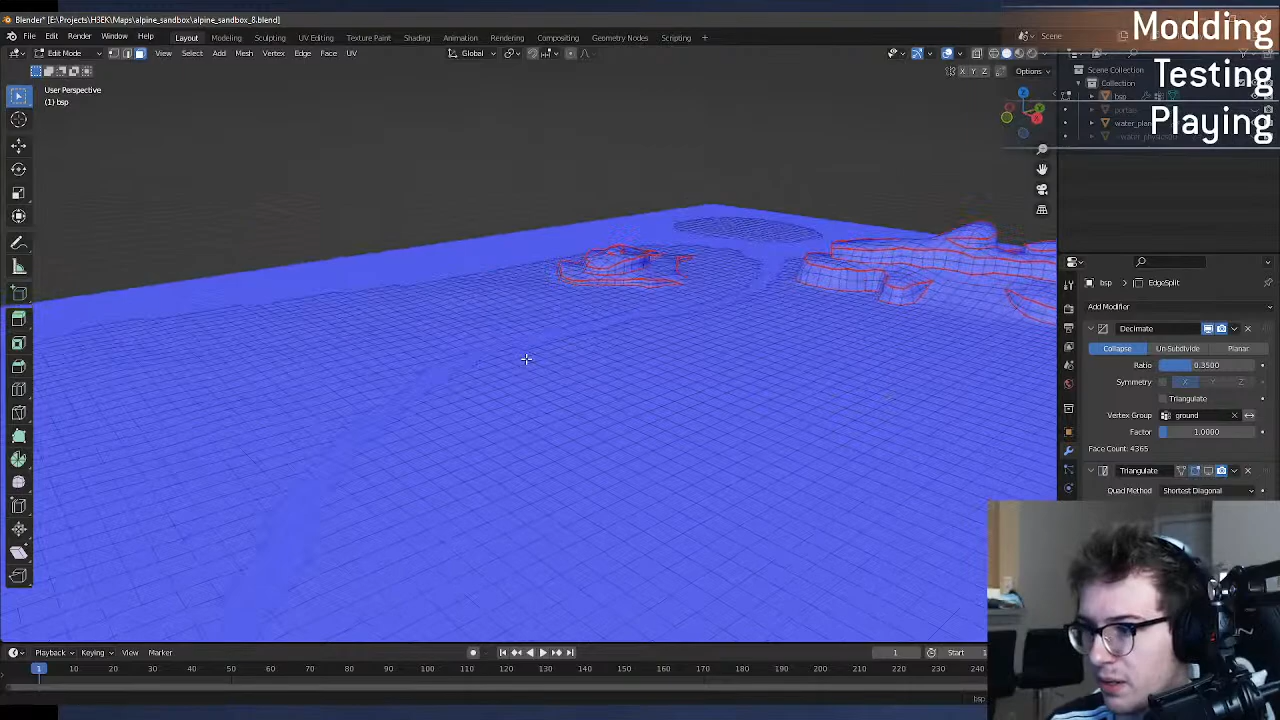 Blender* [E:\Projects\H3EK\Maps\alpine_sandbox\alpine_sandbox_8.blend]
File Edit Render Window Help Layout Modeling Sculpting UV Editing Texture Paint Shading Animation Rendering Compositing Geometry Nodes Scripting Scene
Modding
Testing
Playing
Edit Mode View Select Add Mesh Vertex Edge Face UV Global
X Y Z Options
User Perspective
(1) bsp
Scene Collection
Collection
bsp
portals
water_plan
bsp EdgeSplit
Add Modifier
Decimate
Collapse Un-Subdivide Planar
Ratio 0.3500
Symmetry X Y Z
Triangulate
Vertex Group ground
Factor 1.0000
Face Count: 4365
Triangulate
Quad Method Shortest Diagonal
Playback Keying View Marker 1 Start
1 10 20 30 40 50 60 70 80 90 100 110 120 130 140 150 160 170 180 190 200 210 220 230 240
bsp